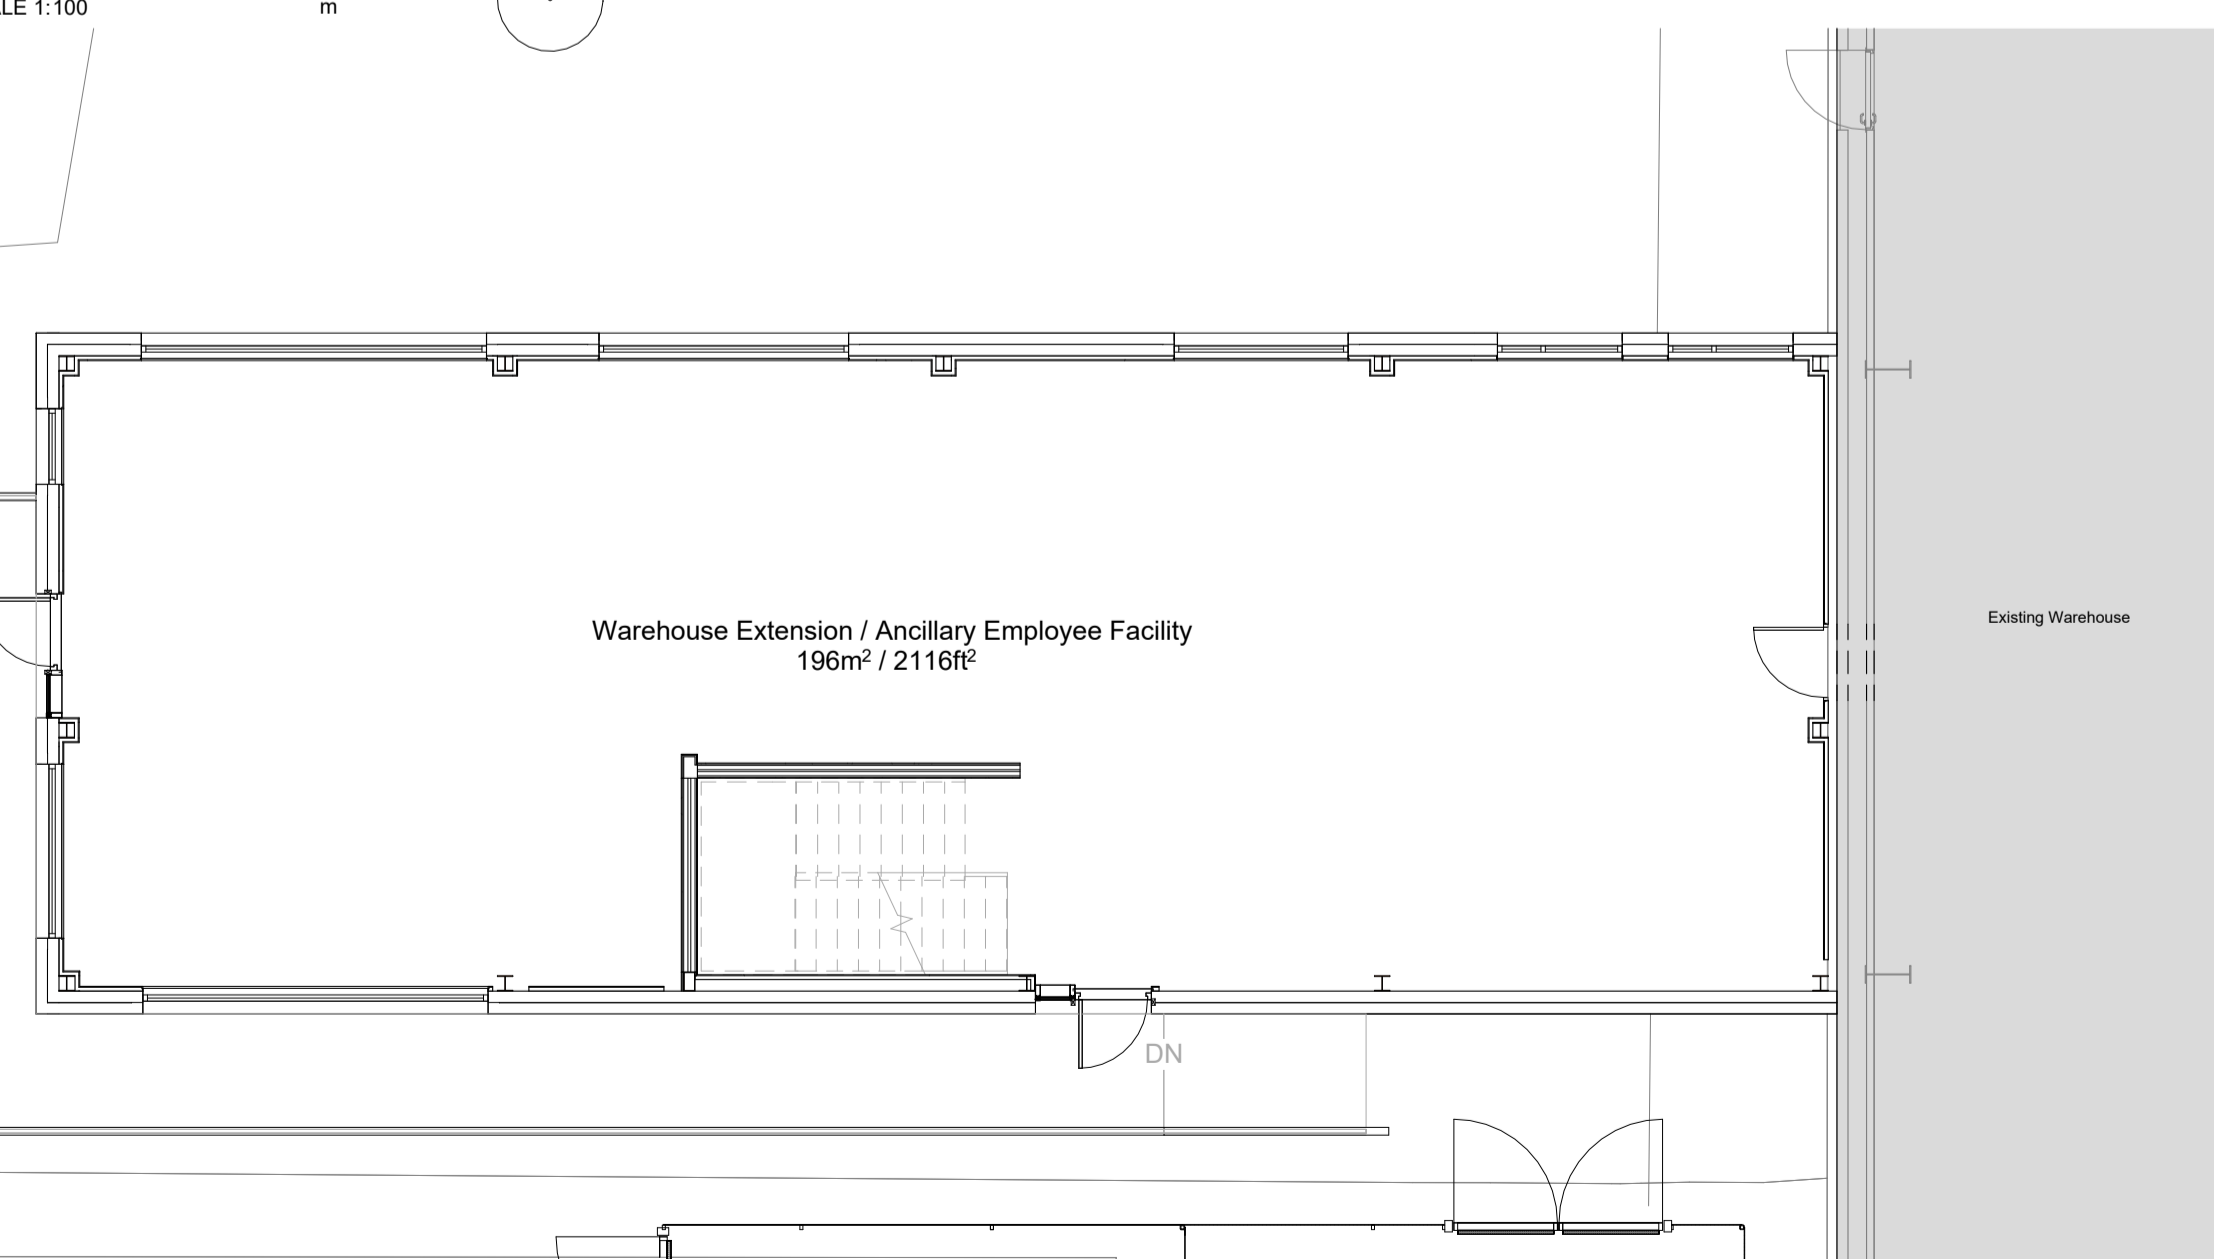 LE 1:100
m
Warehouse Extension / Ancillary Employee Facility
196m² / 2116ft²
Existing Warehouse
DN